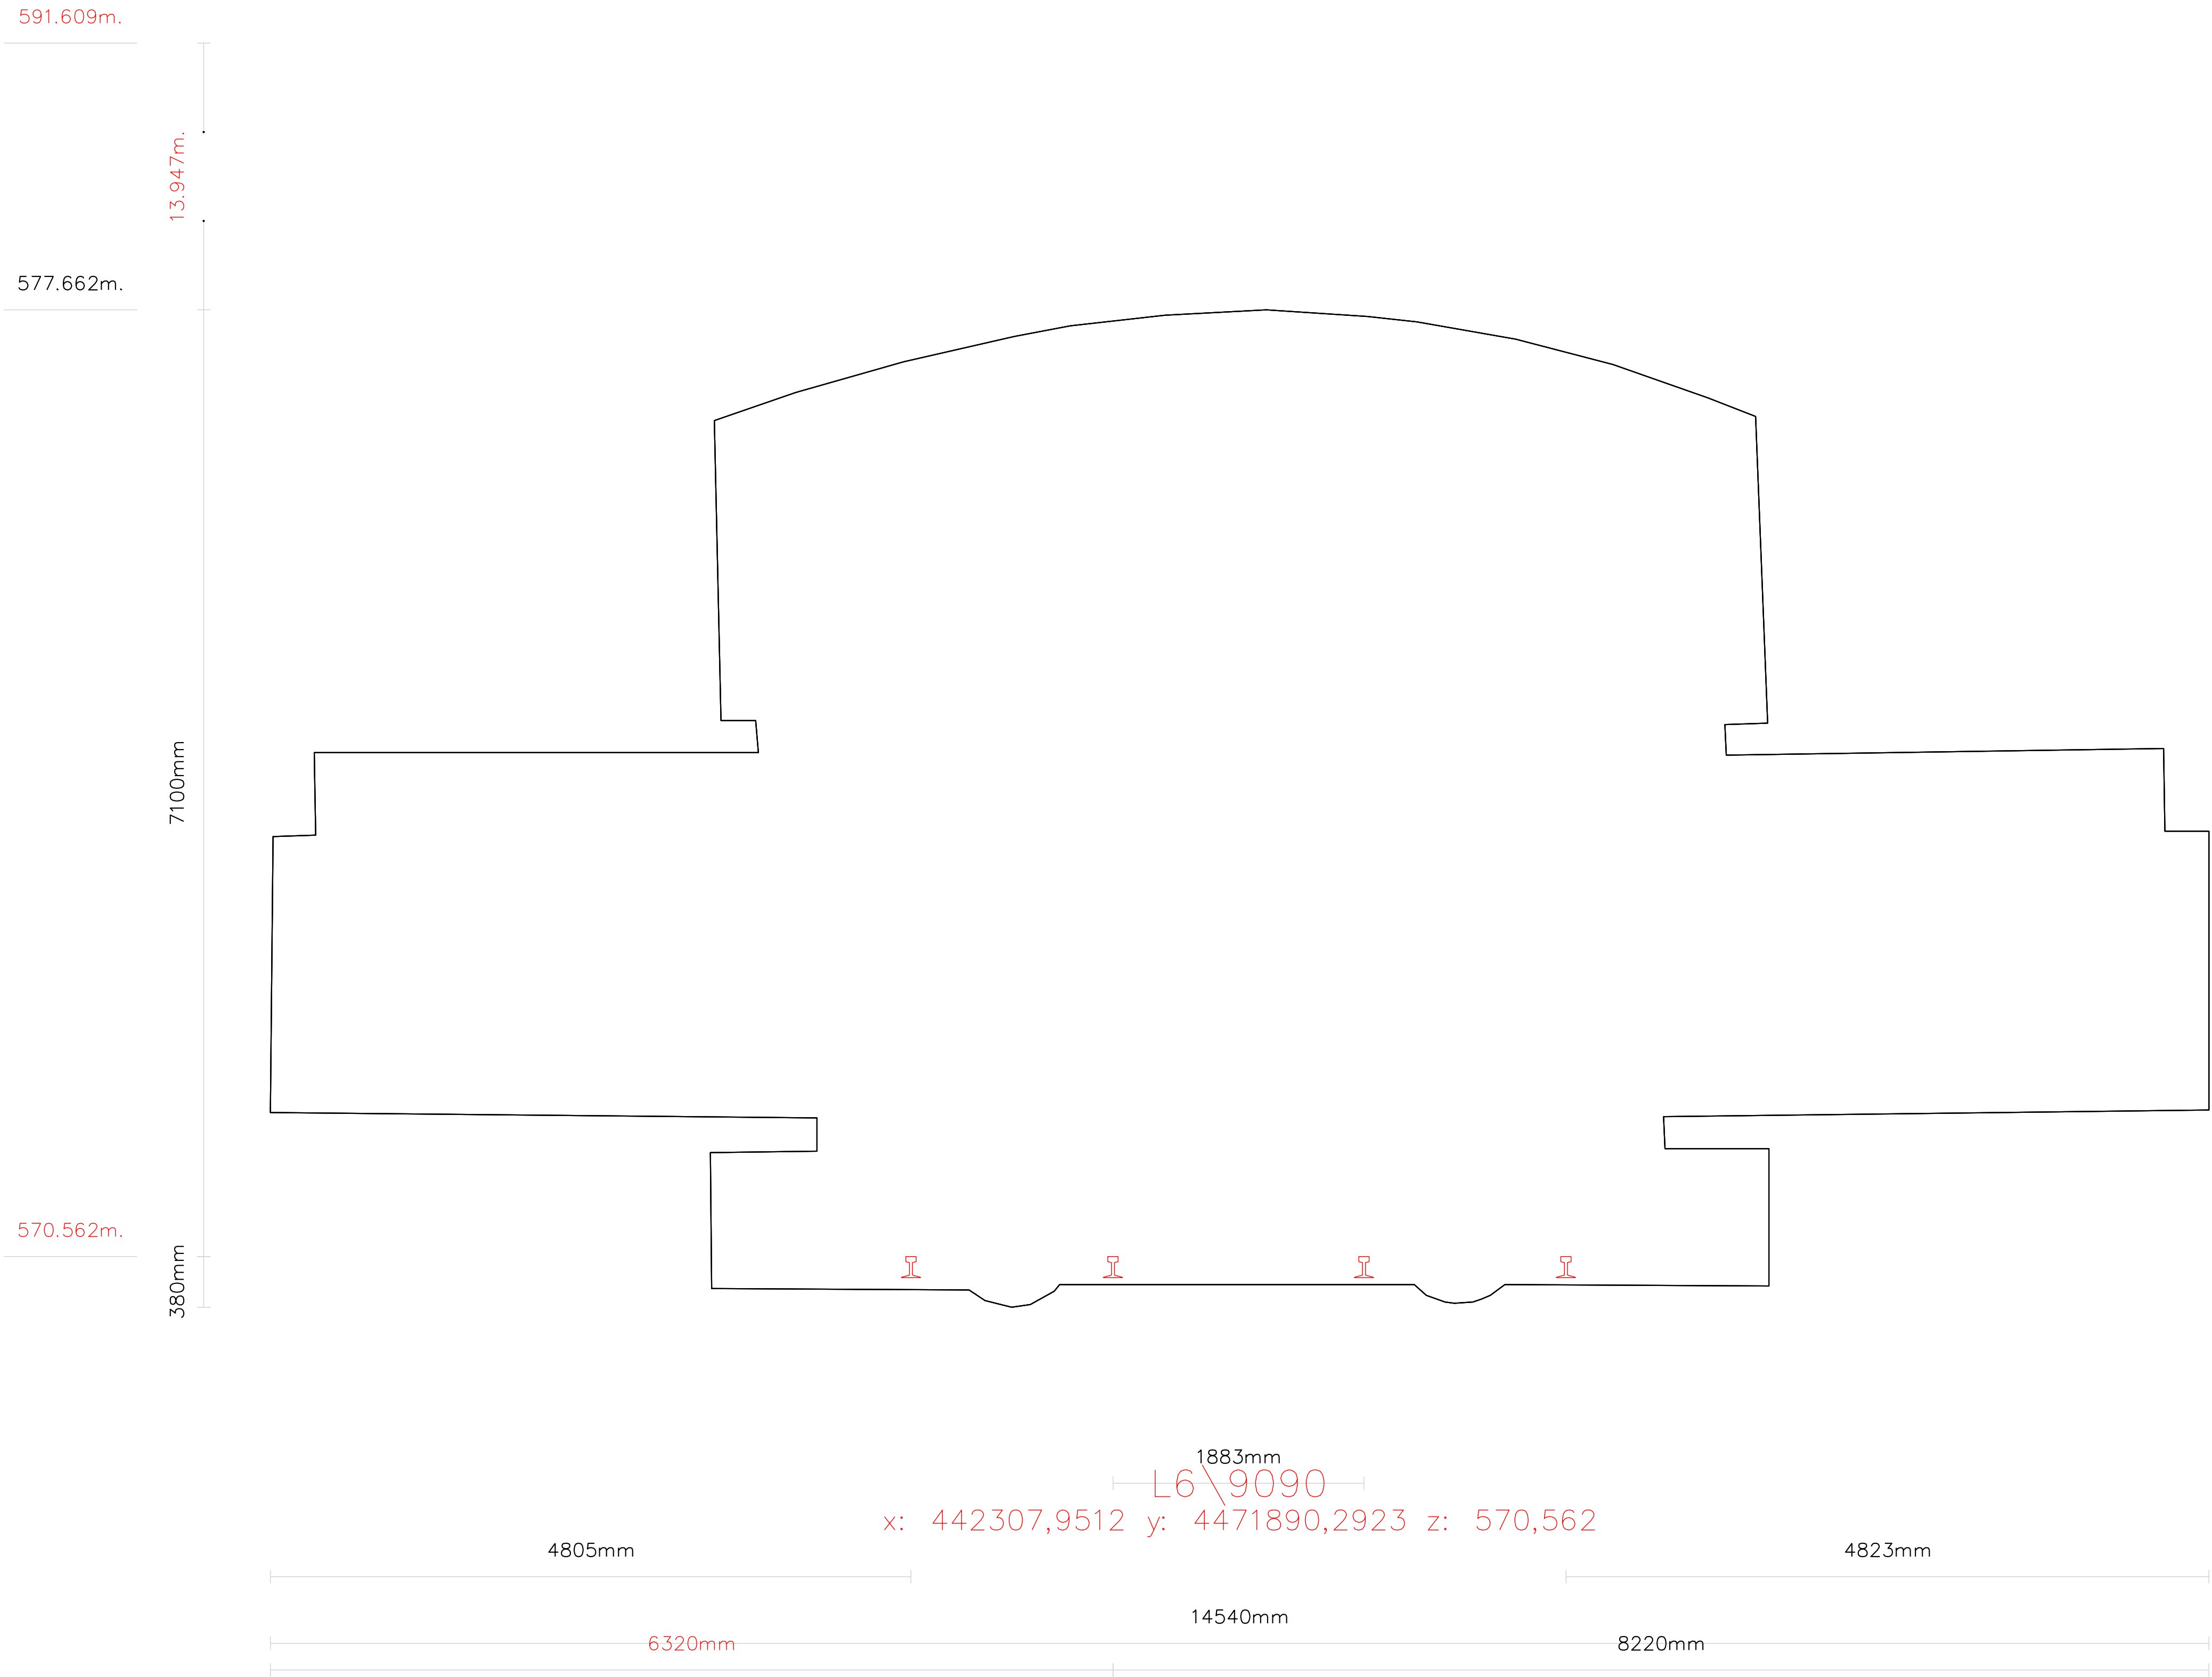 591.609m.
13.947m.
577.662m.
7100mm
570.562m.
380mm
1883mm
L6\9090
x: 442307,9512 y: 4471890,2923 z: 570,562
4805mm
4823mm
14540mm
6320mm
8220mm